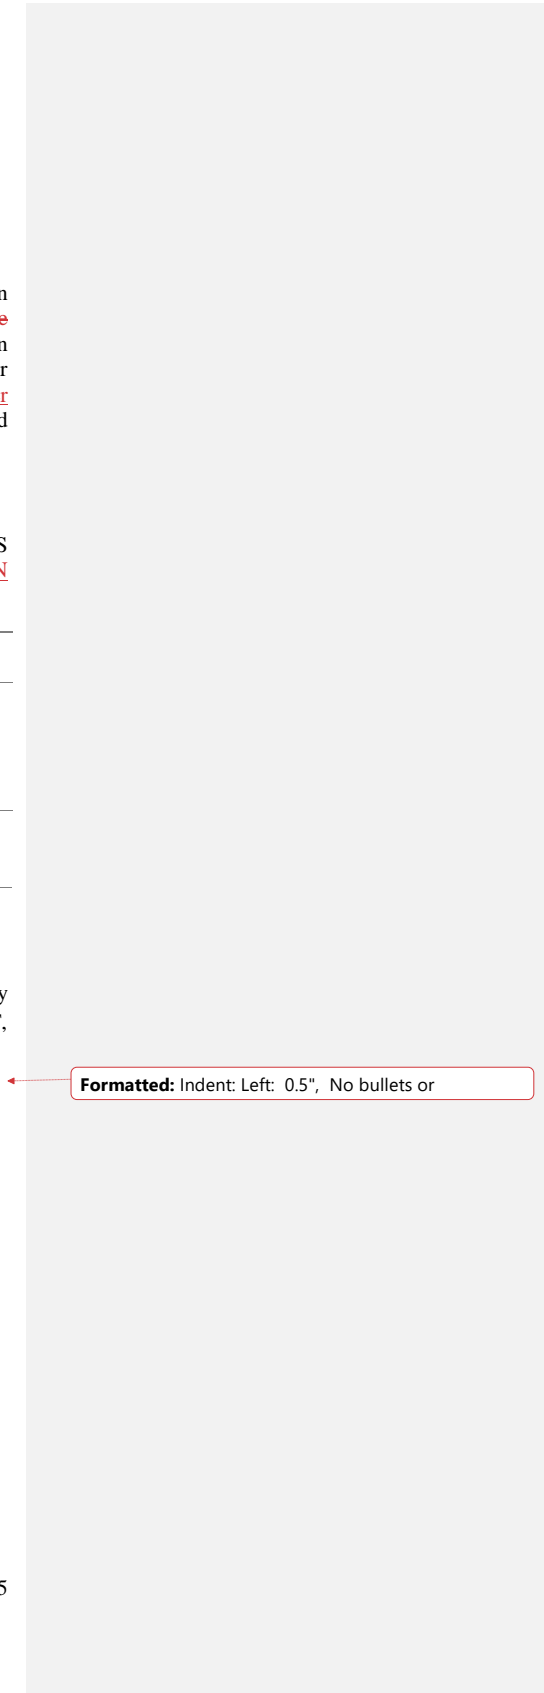 n
e
n
r
r
d
S
N
y
',
Formatted: Indent: Left: 0.5", No bullets or
5